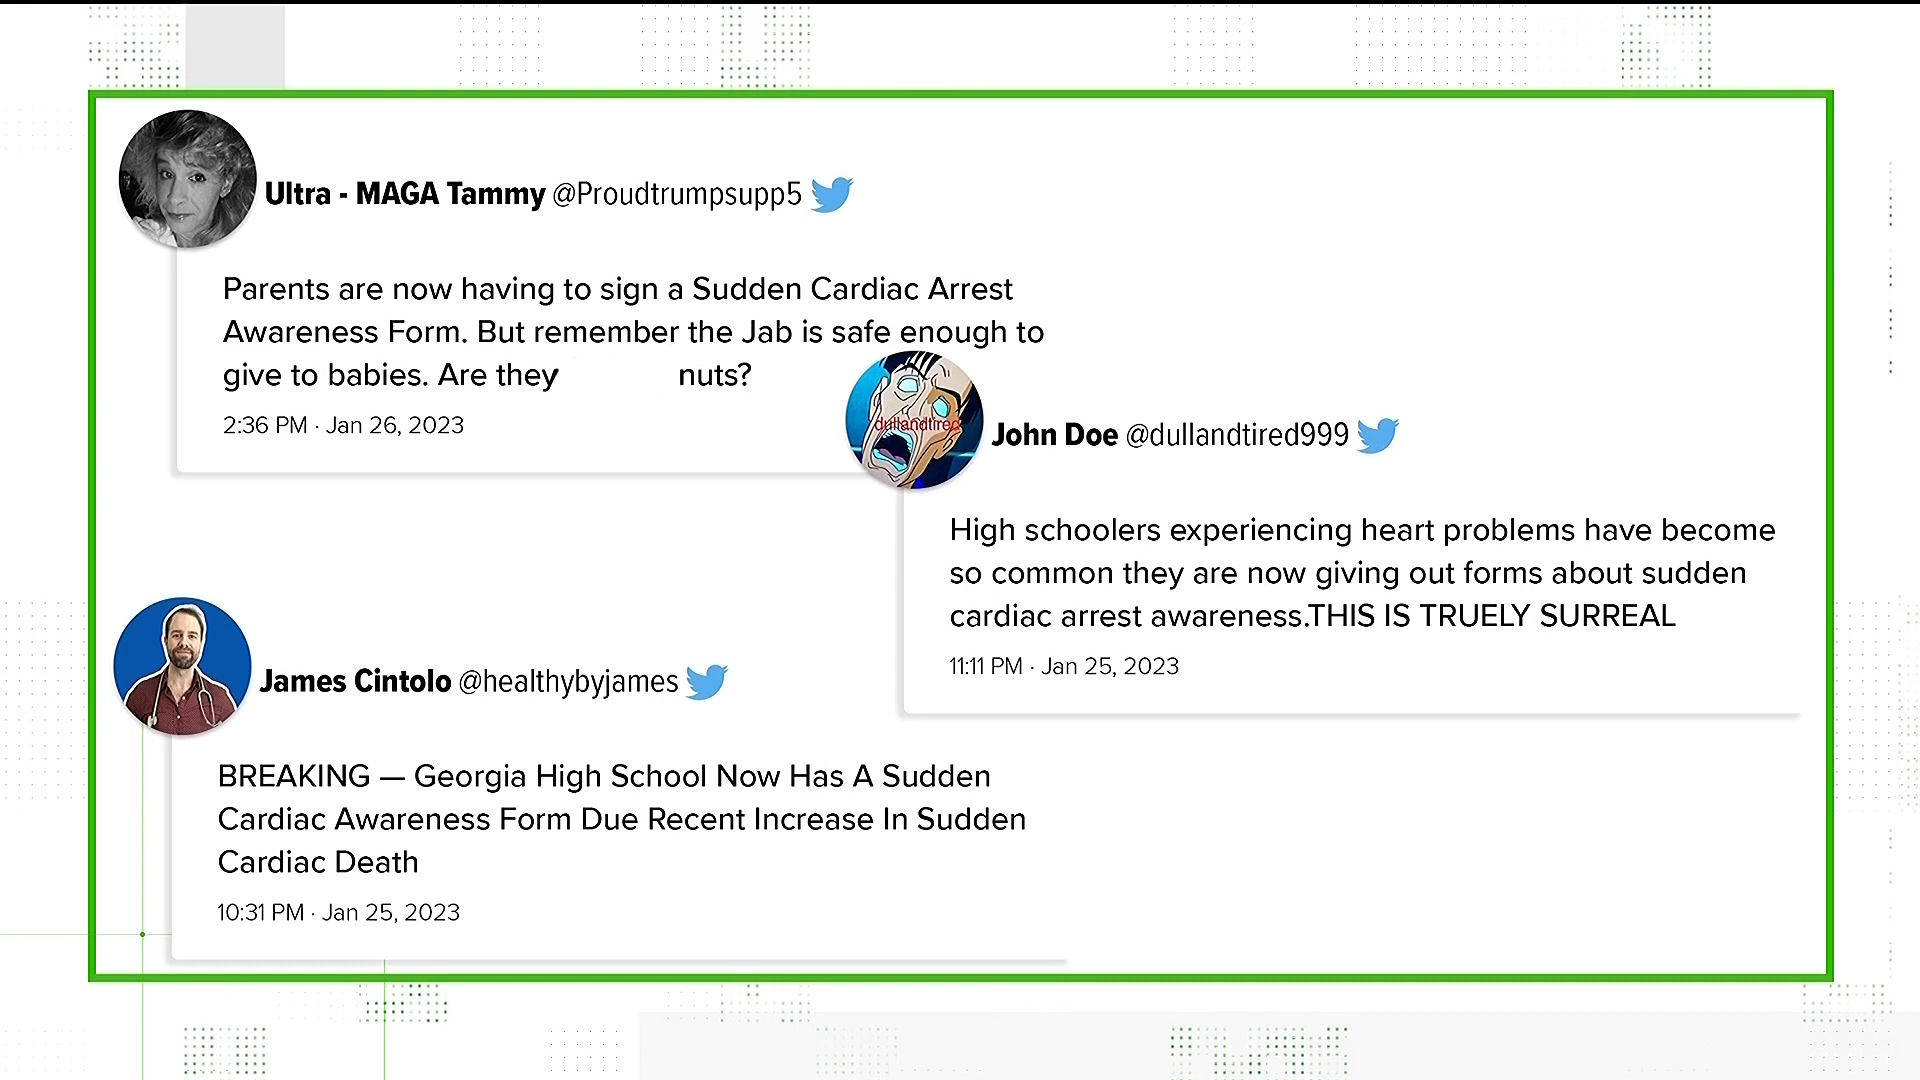 Ultra - MAGA Tammy @Proudtrumpsupp5
Parents are now having to sign a Sudden Cardiac Arrest
Awareness Form. But remember the Jab is safe enough to
give to babies. Are they nuts?
2:36 PM · Jan 26, 2023
dullandtired
John Doe @dullandtired999
High schoolers experiencing heart problems have become
so common they are now giving out forms about sudden
cardiac arrest awareness.THIS IS TRUELY SURREAL
11:11 PM · Jan 25, 2023
James Cintolo @healthybyjames
BREAKING — Georgia High School Now Has A Sudden
Cardiac Awareness Form Due Recent Increase In Sudden
Cardiac Death
10:31 PM · Jan 25, 2023